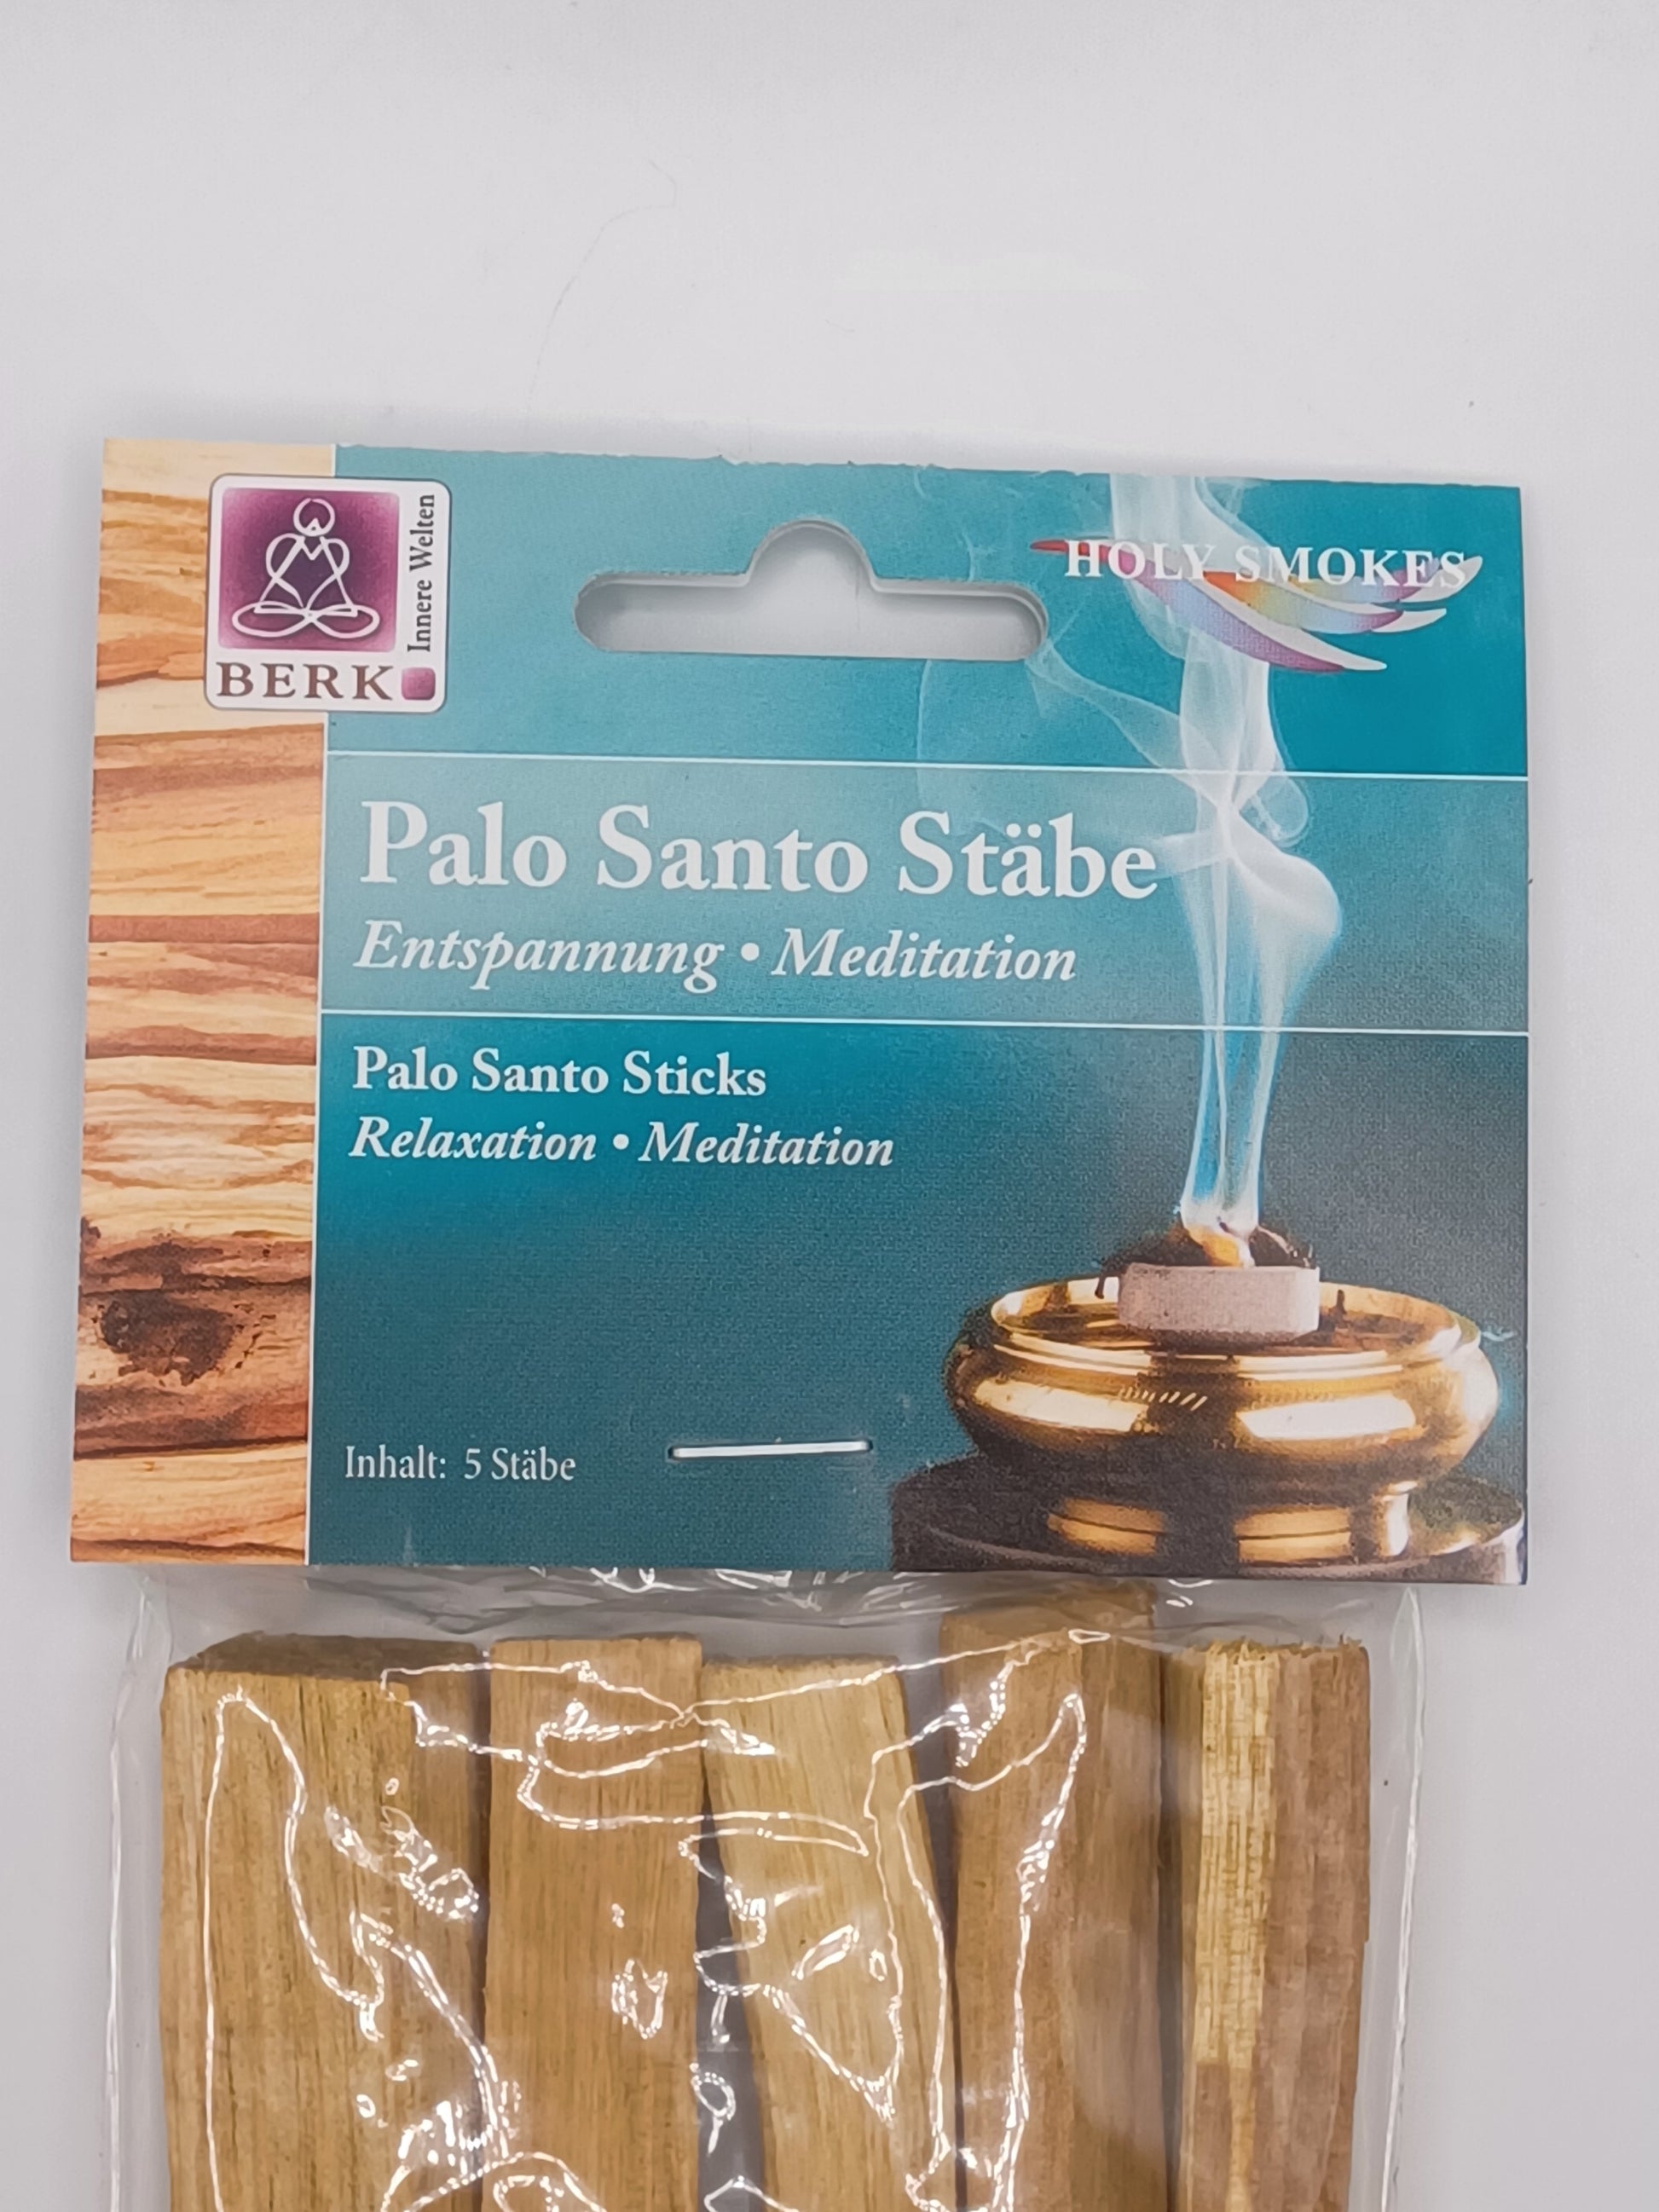 Innere Welten
BERK
HOLY SMOKES
Palo Santo Stäbe
Entspannung • Meditation
Palo Santo Sticks
Relaxation • Meditation
Inhalt: 5 Stäbe